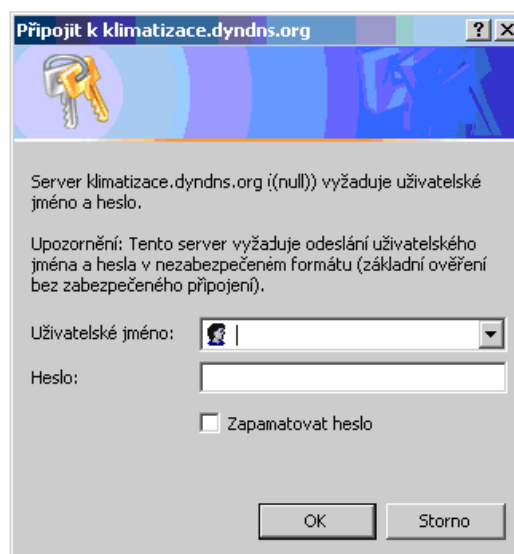 Připojit k klimatizace.dyndns.org
Server klimatizace.dyndns.org i(null)) vyžaduje uživatelské
jméno a heslo.
Upozornění: Tento server vyžaduje odeslání uživatelského
jména a hesla v nezabezpečeném formátu (základní ověření
bez zabezpečeného připojení).
Uživatelské jméno:
Heslo:
Zapamatovat heslo
OK Storno